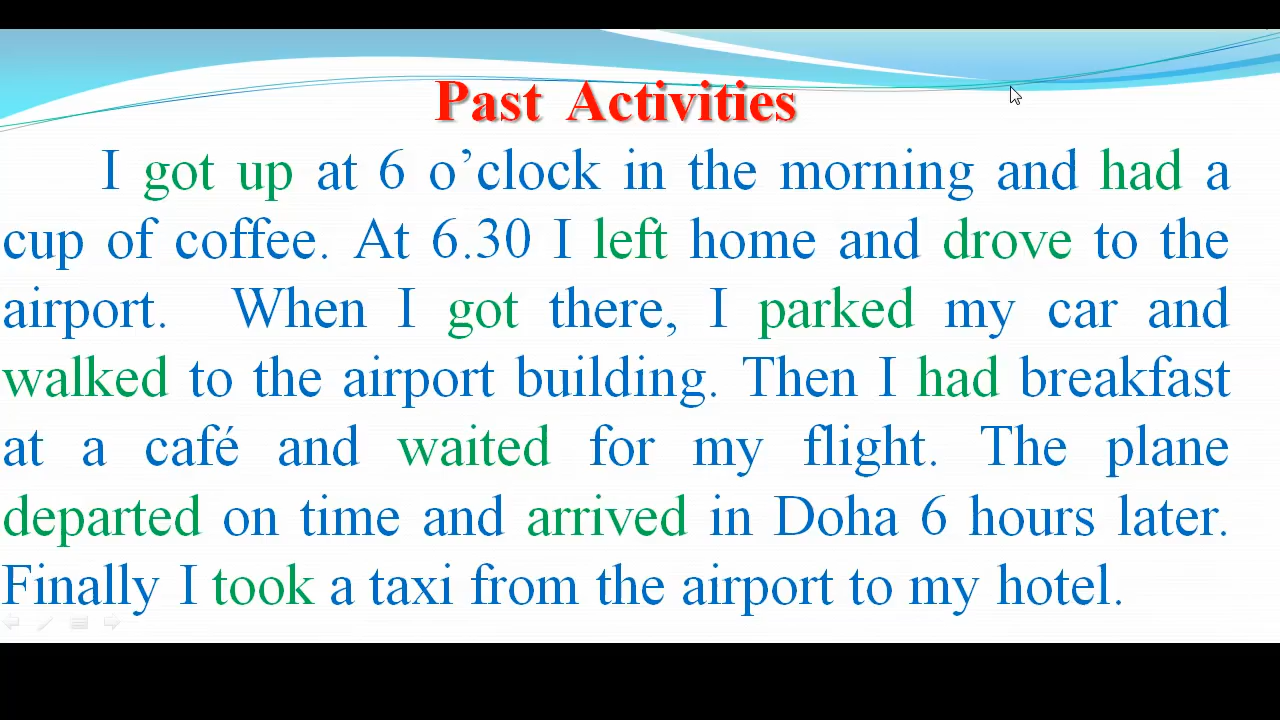 Past Activities
I got up at 6 o’clock in the morning and had a
cup of coffee. At 6.30 I left home and drove to the
airport. When I got there, I parked my car and
walked to the airport building. Then I had breakfast
at a café and waited for my flight. The plane
departed on time and arrived in Doha 6 hours later.
Finally I took a taxi from the airport to my hotel.